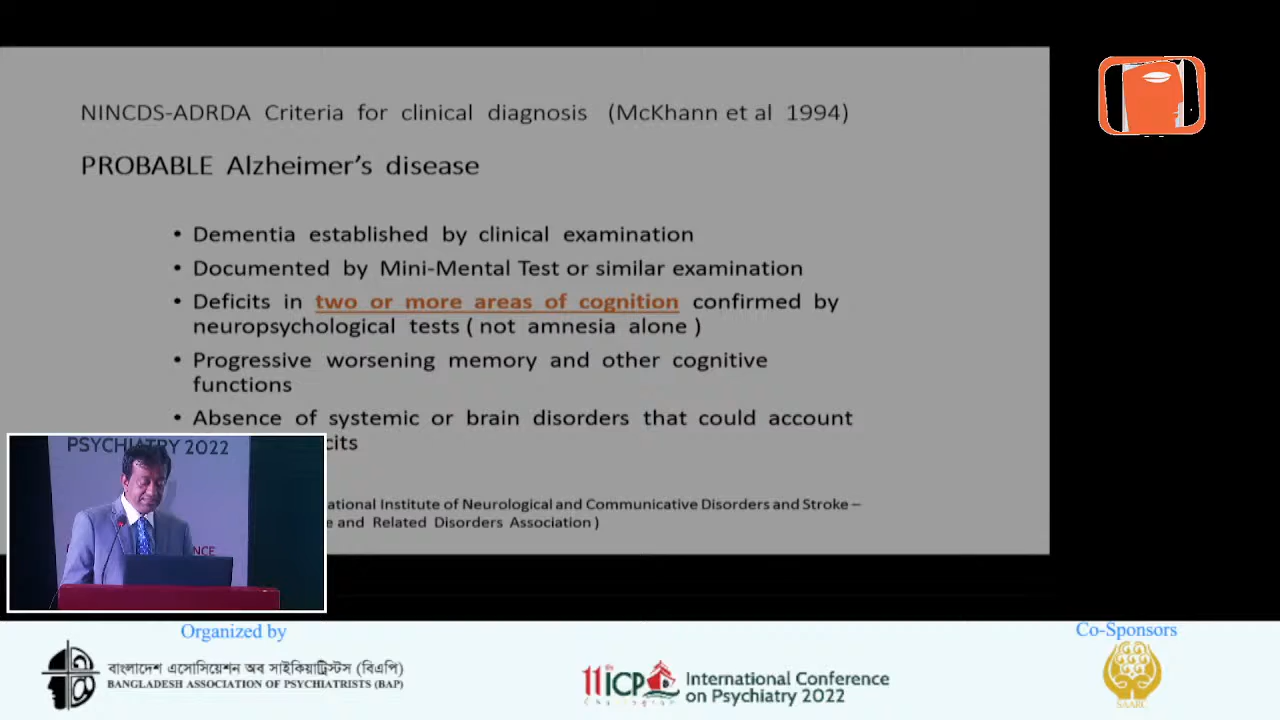 NINCDS-ADRDA Criteria for clinical diagnosis (McKhann et al 1994)
PROBABLE Alzheimer's disease
• Dementia established by clinical examination
• Documented by Mini-Mental Test or similar examination
• Deficits in two or more areas of cognition confirmed by
neuropsychological tests ( not amnesia alone )
• Progressive worsening memory and other cognitive
functions
• Absence of systemic or brain disorders that could account
cits
ational Institute of Neurological and Communicative Disorders and Stroke –
e and Related Disorders Association )
PSYCHIATRY 2022
NCE
Organized by
বাংলাদেশ এসোসিয়েশন অব সাইকিয়াট্রিস্টস (বিএপি)
BANGLADESH ASSOCIATION OF PSYCHIATRISTS (BAP)
11th ICP
Chattogram
International Conference
on Psychiatry 2022
Co-Sponsors
SAARC